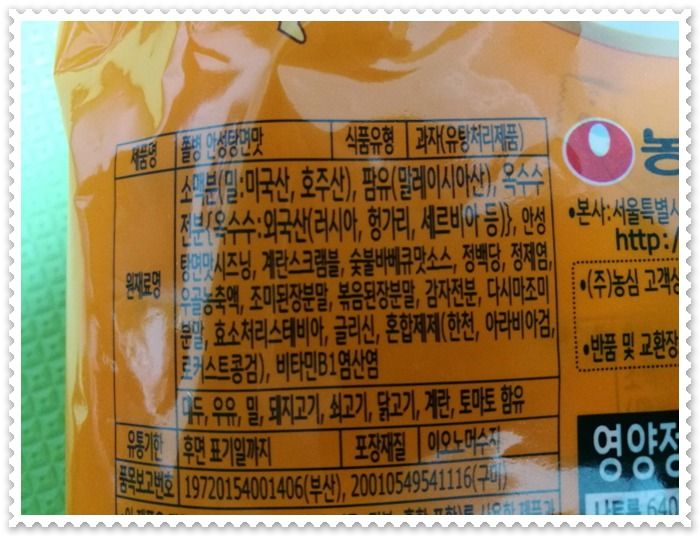 제품명 쫄병 안성탕면맛 식품유형 과자(유탕처리제품)
소맥분(밀:미국산, 호주산), 팜유(말레이시아산), 옥수수
전분{옥수수:외국산(러시아, 헝가리, 세르비아 등)}, 안성
탕면맛시즈닝, 계란스크램블, 숯불바베큐맛소스, 정백당, 정제염,
원재료명 우골농축액, 조미된장분말, 볶음된장분말, 감자전분, 다시마조미
분말, 효소처리스테비아, 글리신, 혼합제제(한천, 아라비아검,
로커스트콩검), 비타민B1염산염
대두, 우유, 밀, 돼지고기, 쇠고기, 닭고기, 계란, 토마토 함유
유통기한 후면 표기일까지 포장재질 이오노머수지
품목보고번호 19720154001406(부산), 20010549541116(구미)
농
•본사:서울특별시
http:/
•(주)농심 고객상
•반품 및 교환장
영양정
나트륨 640